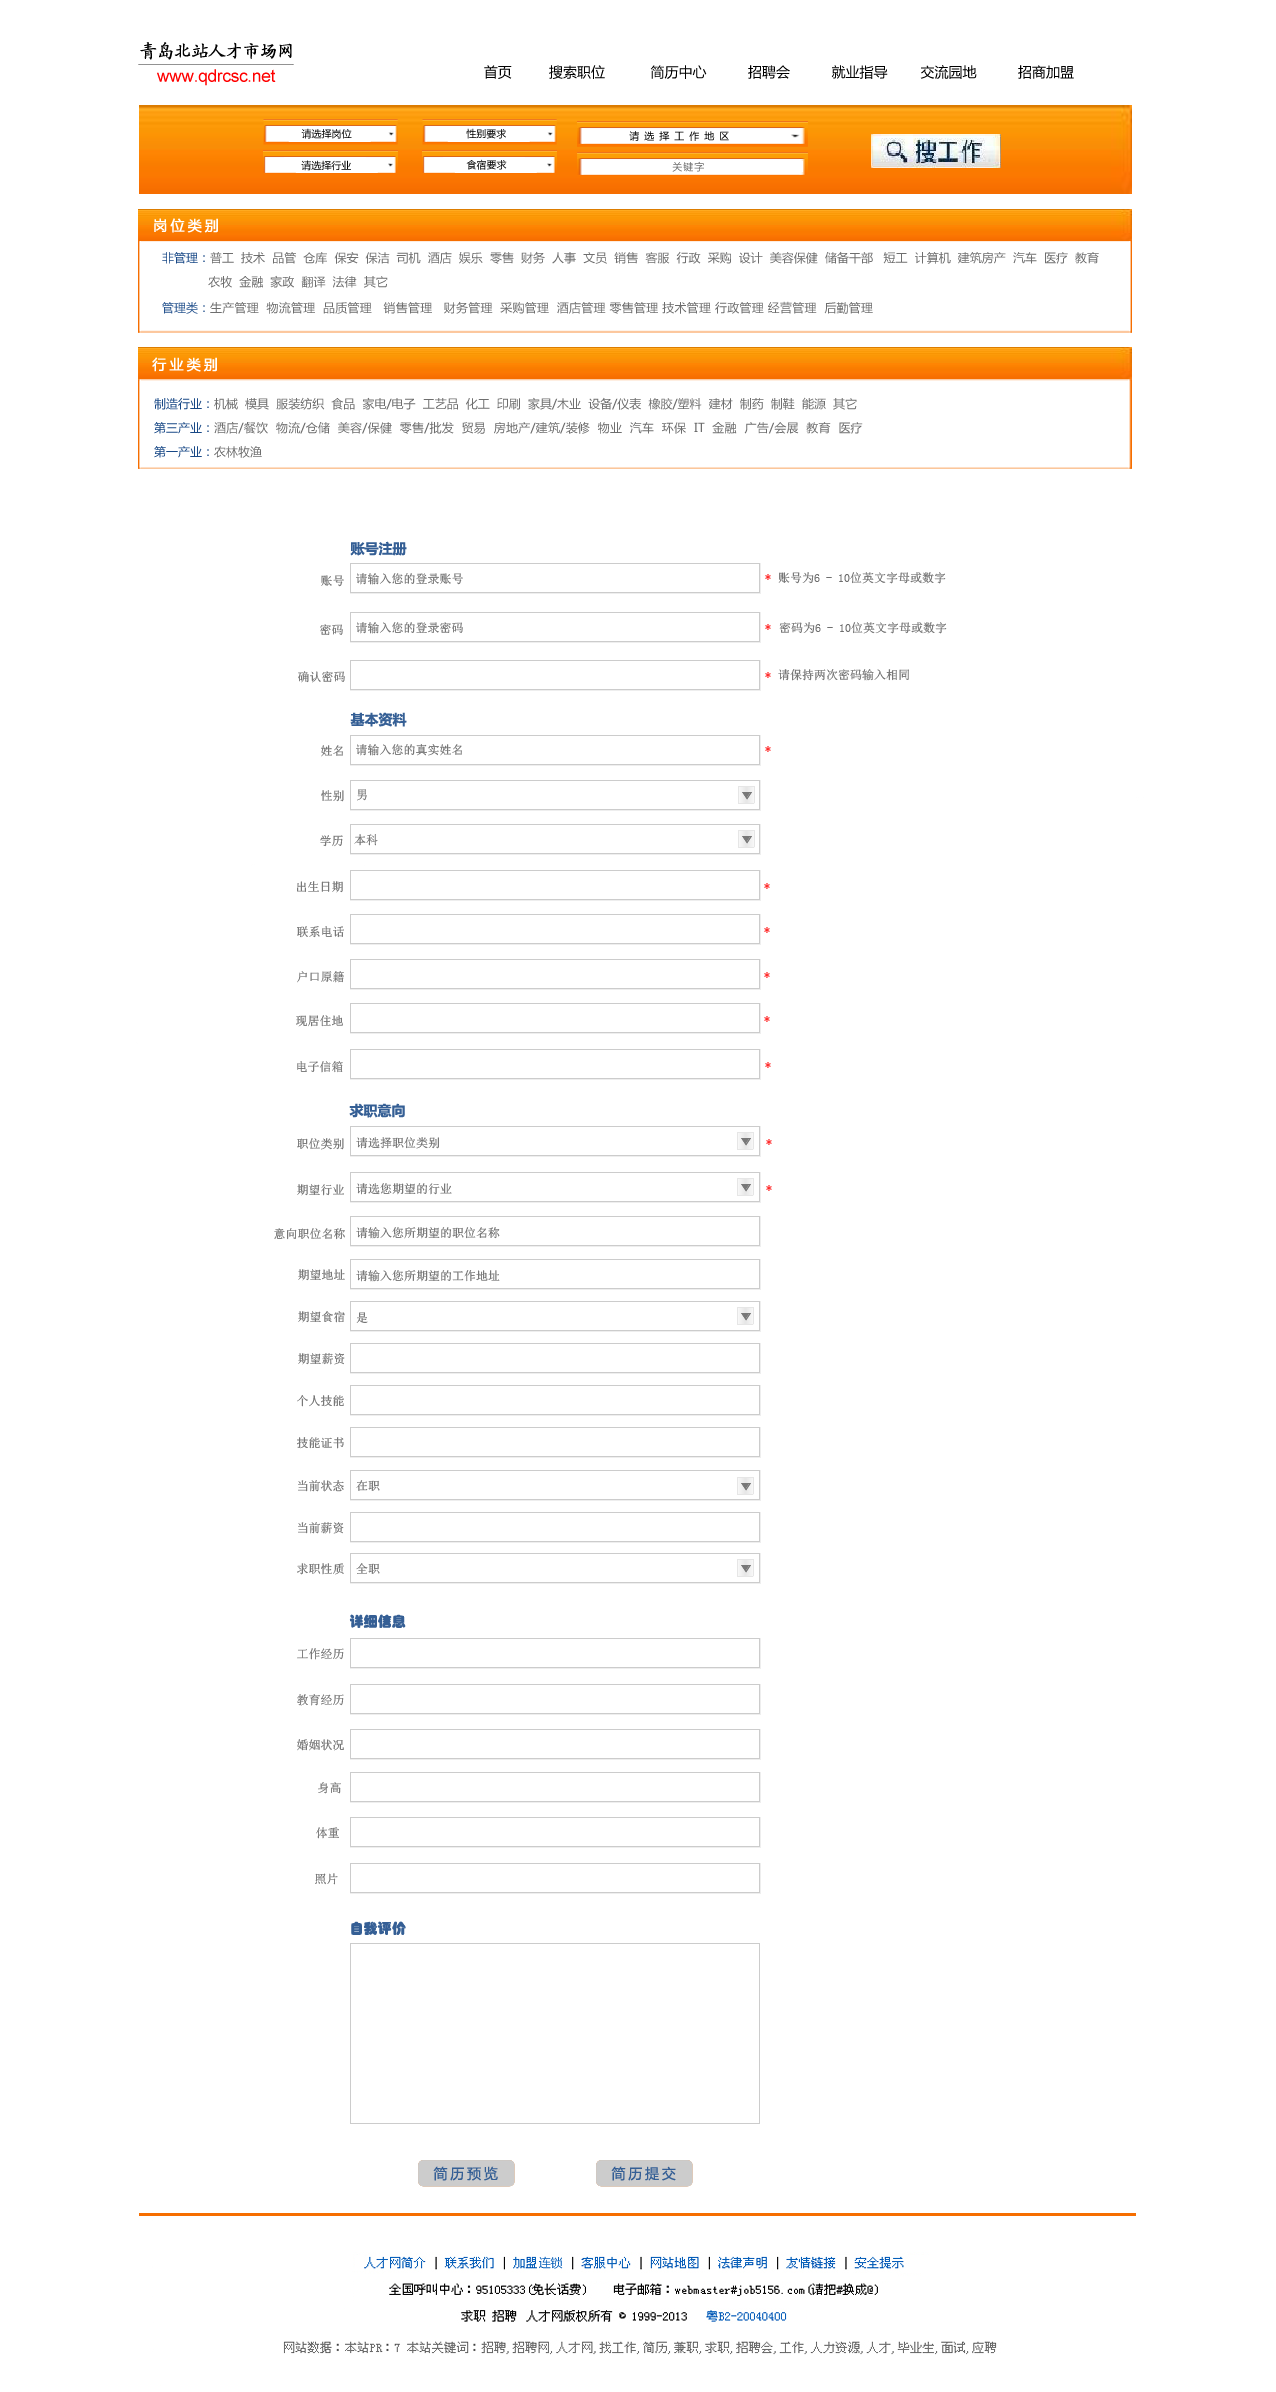 青岛北站人才市场网
www.qdrcsc.net
首页 搜索职位 简历中心 招聘会 就业指导 交流园地 招商加盟
请选择岗位 性别要求 请选择工作地区
搜工作
请选择行业 食宿要求 关键字
岗位类别
非管理：普工 技术 品管 仓库 保安 保洁 司机 酒店 娱乐 零售 财务 人事 文员 销售 客服 行政 采购 设计 美容保健 储备干部 短工 计算机 建筑房产 汽车 医疗 教育
农牧 金融 家政 翻译 法律 其它
管理类：生产管理 物流管理 品质管理 销售管理 财务管理 采购管理 酒店管理 零售管理 技术管理 行政管理 经营管理 后勤管理
行业类别
制造行业：机械 模具 服装纺织 食品 家电/电子 工艺品 化工 印刷 家具/木业 设备/仪表 橡胶/塑料 建材 制药 制鞋 能源 其它
第三产业：酒店/餐饮 物流/仓储 美容/保健 零售/批发 贸易 房地产/建筑/装修 物业 汽车 环保 IT 金融 广告/会展 教育 医疗
第一产业：农林牧渔
账号注册
账号 请输入您的登录账号 * 账号为6 - 10位英文字母或数字
密码 请输入您的登录密码 * 密码为6 - 10位英文字母或数字
确认密码 * 请保持两次密码输入相同
基本资料
姓名 请输入您的真实姓名 *
性别 男
学历 本科
出生日期 *
联系电话 *
户口原籍 *
现居住地 *
电子信箱 *
求职意向
职位类别 请选择职位类别 *
期望行业 请选您期望的行业 *
意向职位名称 请输入您所期望的职位名称
期望地址 请输入您所期望的工作地址
期望食宿 是
期望薪资
个人技能
技能证书
当前状态 在职
当前薪资
求职性质 全职
详细信息
工作经历
教育经历
婚姻状况
身高
体重
照片
自我评价
简历预览 简历提交
人才网简介 | 联系我们 | 加盟连锁 | 客服中心 | 网站地图 | 法律声明 | 友情链接 | 安全提示
全国呼叫中心：95105333(免长话费) 电子邮箱：webmaster#job5156.com(请把#换成@)
求职 招聘 人才网版权所有 © 1999-2013 粤B2-20040400
网站数据：本站PR：7 本站关键词：招聘,招聘网,人才网,找工作,简历,兼职,求职,招聘会,工作,人力资源,人才,毕业生,面试,应聘